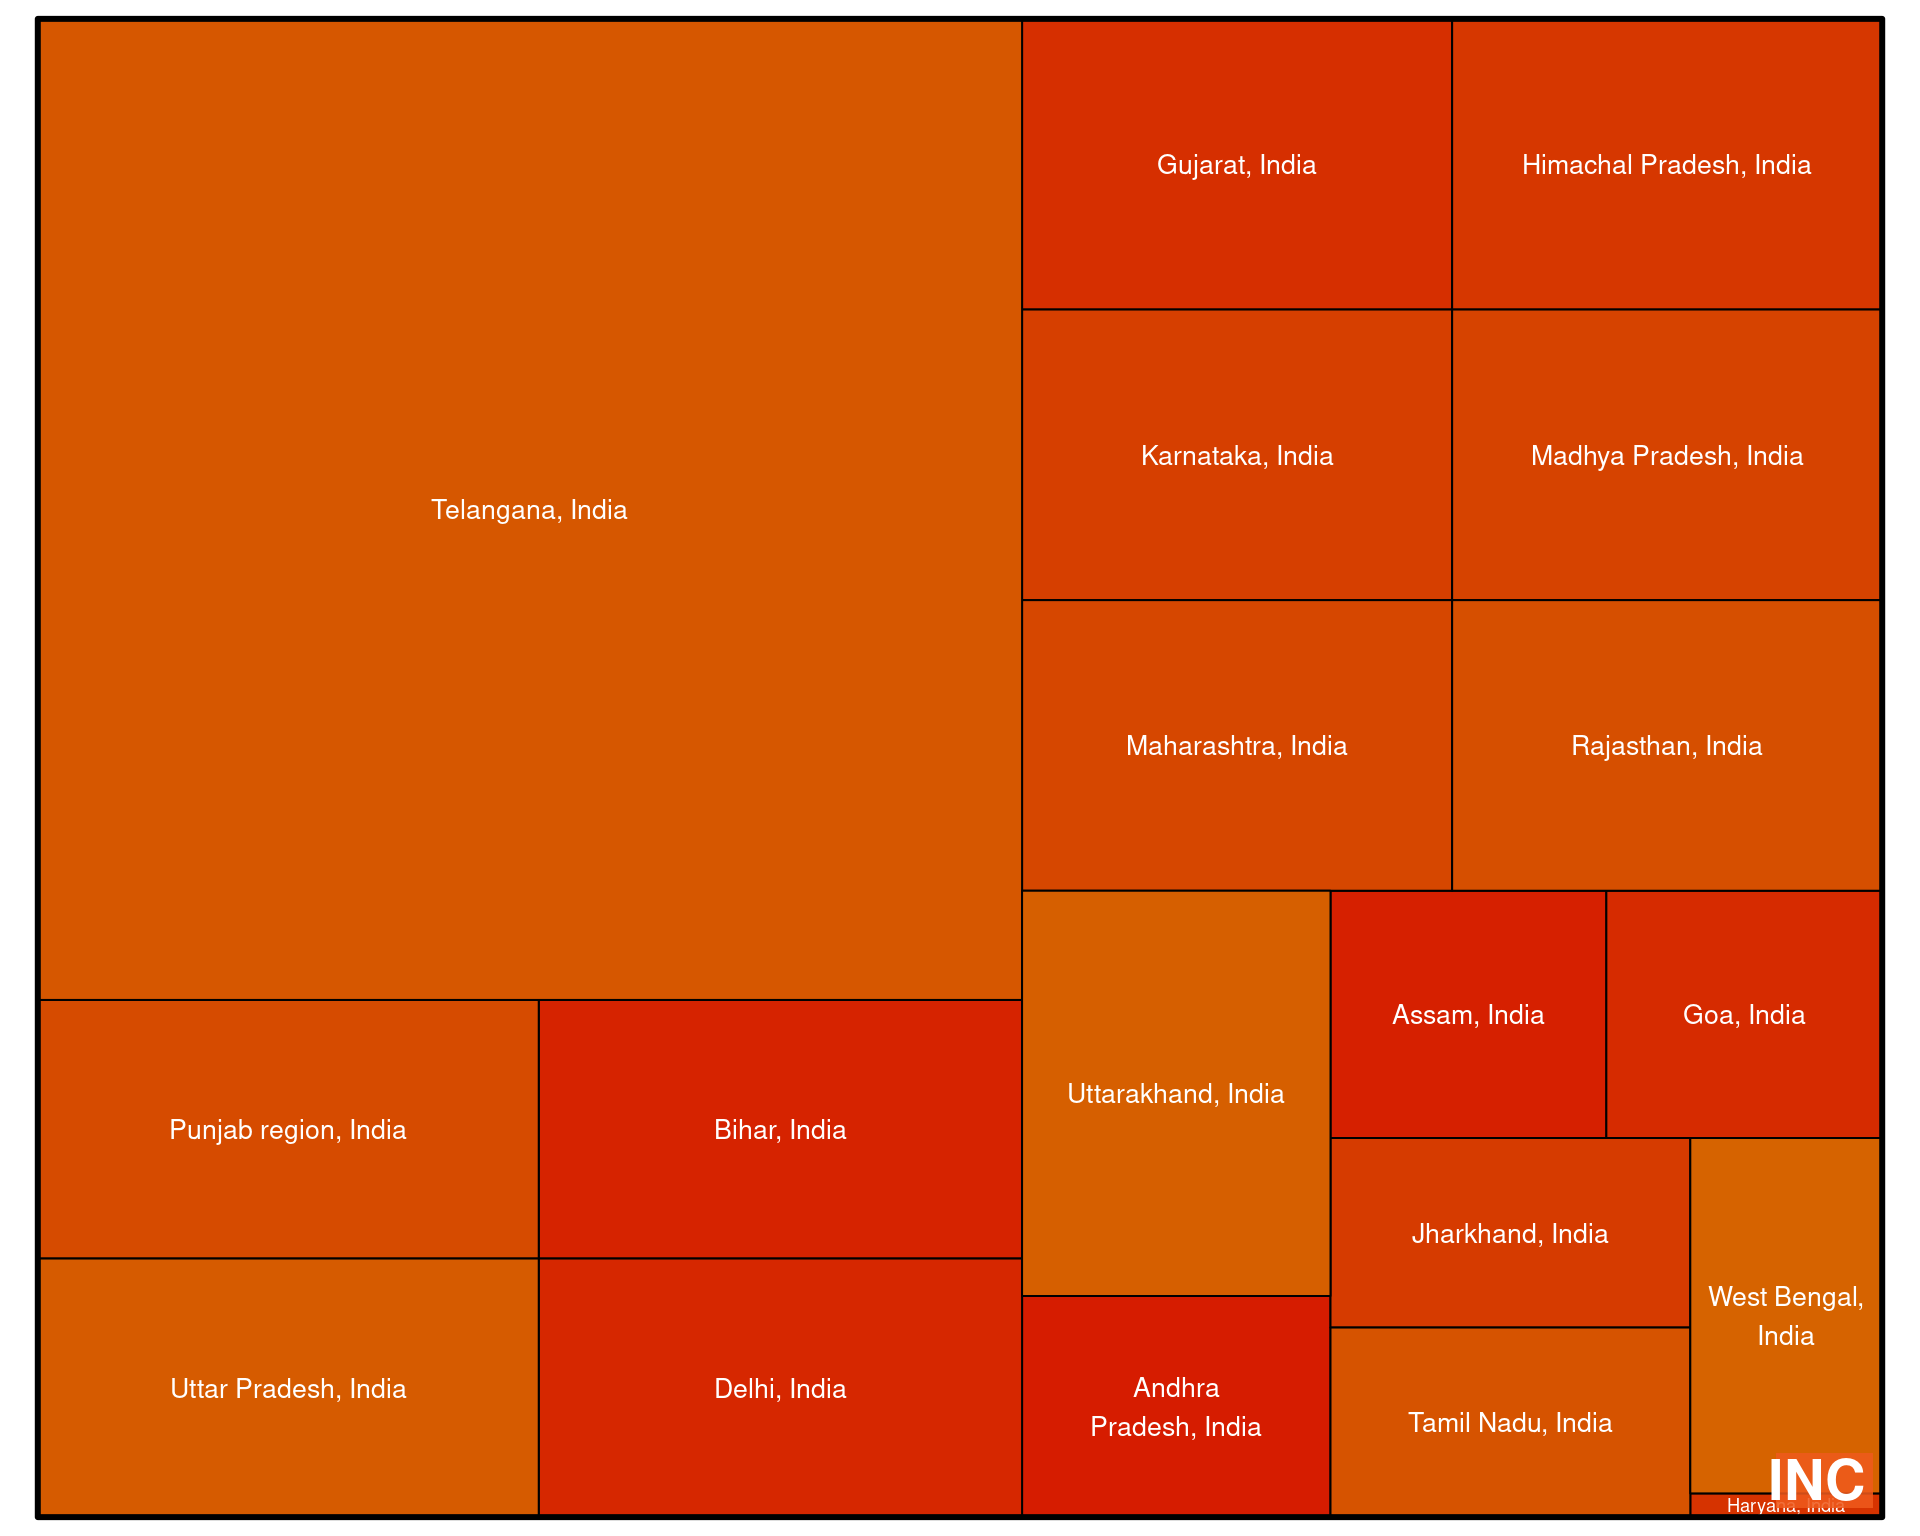 Telangana, India
Gujarat, India
Himachal Pradesh, India
Karnataka, India
Madhya Pradesh, India
Maharashtra, India
Rajasthan, India
Punjab region, India
Bihar, India
Uttar Pradesh, India
Delhi, India
Uttarakhand, India
Assam, India
Goa, India
Jharkhand, India
West Bengal,
India
Andhra
Pradesh, India
Tamil Nadu, India
INC
Haryana, India